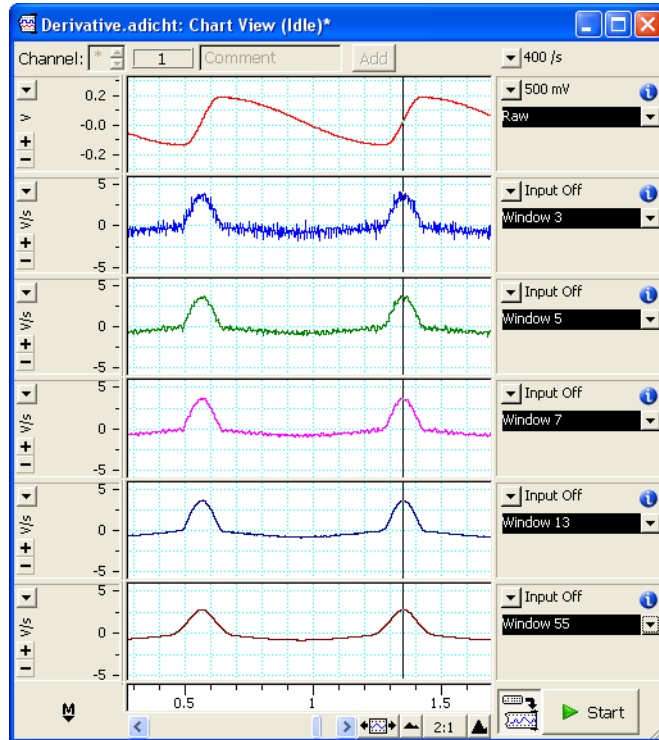 Derivative.adicht: Chart View (Idle)*
Channel: * 1 Comment Add 400 /s
0.2
-0.0
-0.2
V
500 mV
Raw
5
0
-5
V/s
Input Off
Window 3
5
0
-5
V/s
Input Off
Window 5
5
0
-5
V/s
Input Off
Window 7
5
0
-5
V/s
Input Off
Window 13
5
0
-5
V/s
Input Off
Window 55
0.5 1 1.5
M
2:1
Start